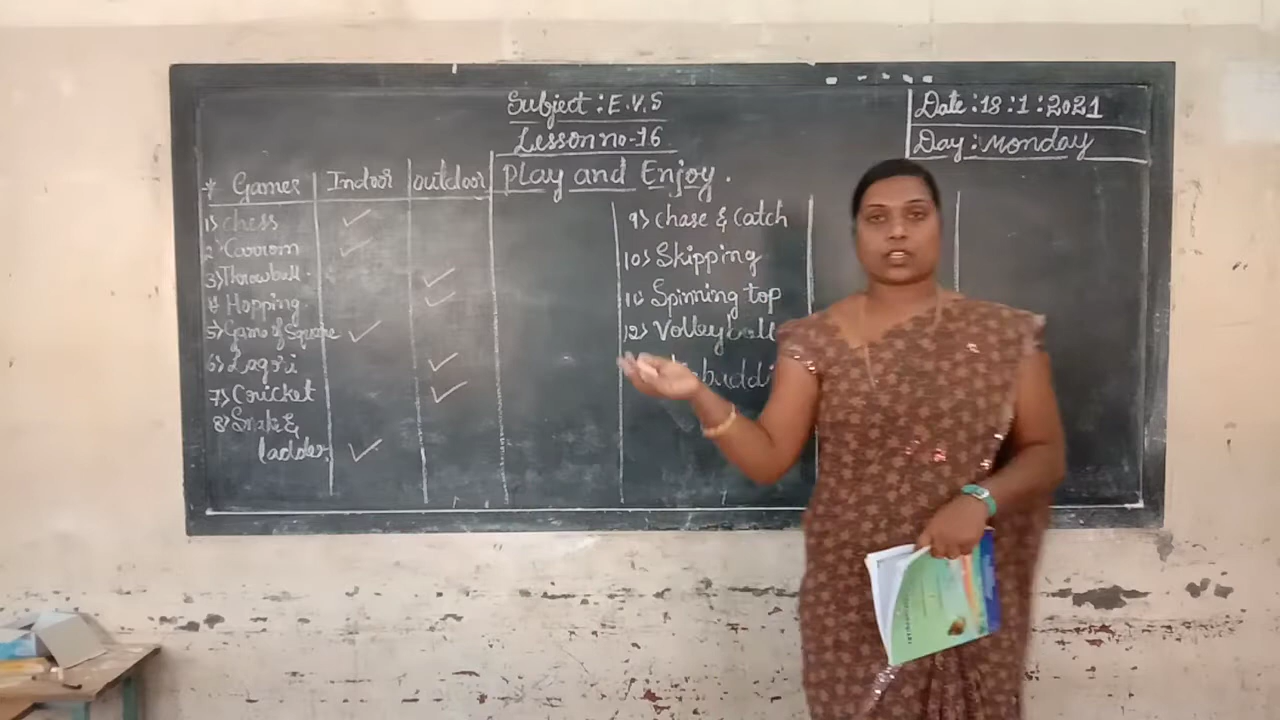 Subject : E.V.S
Lesson no-16
Date : 18 : 1 : 2021
Day : Monday
Play and Enjoy.
* Games Indoor outdoor
1) chess ✓
2) Carrom ✓
3) Throwball ✓
4) Hopping ✓
5) Game of Square ✓
6) Lagori ✓
7) Cricket ✓
8) Snake &
ladder ✓
9) Chase & Catch
10) Skipping
11) Spinning top
12) Volleyball